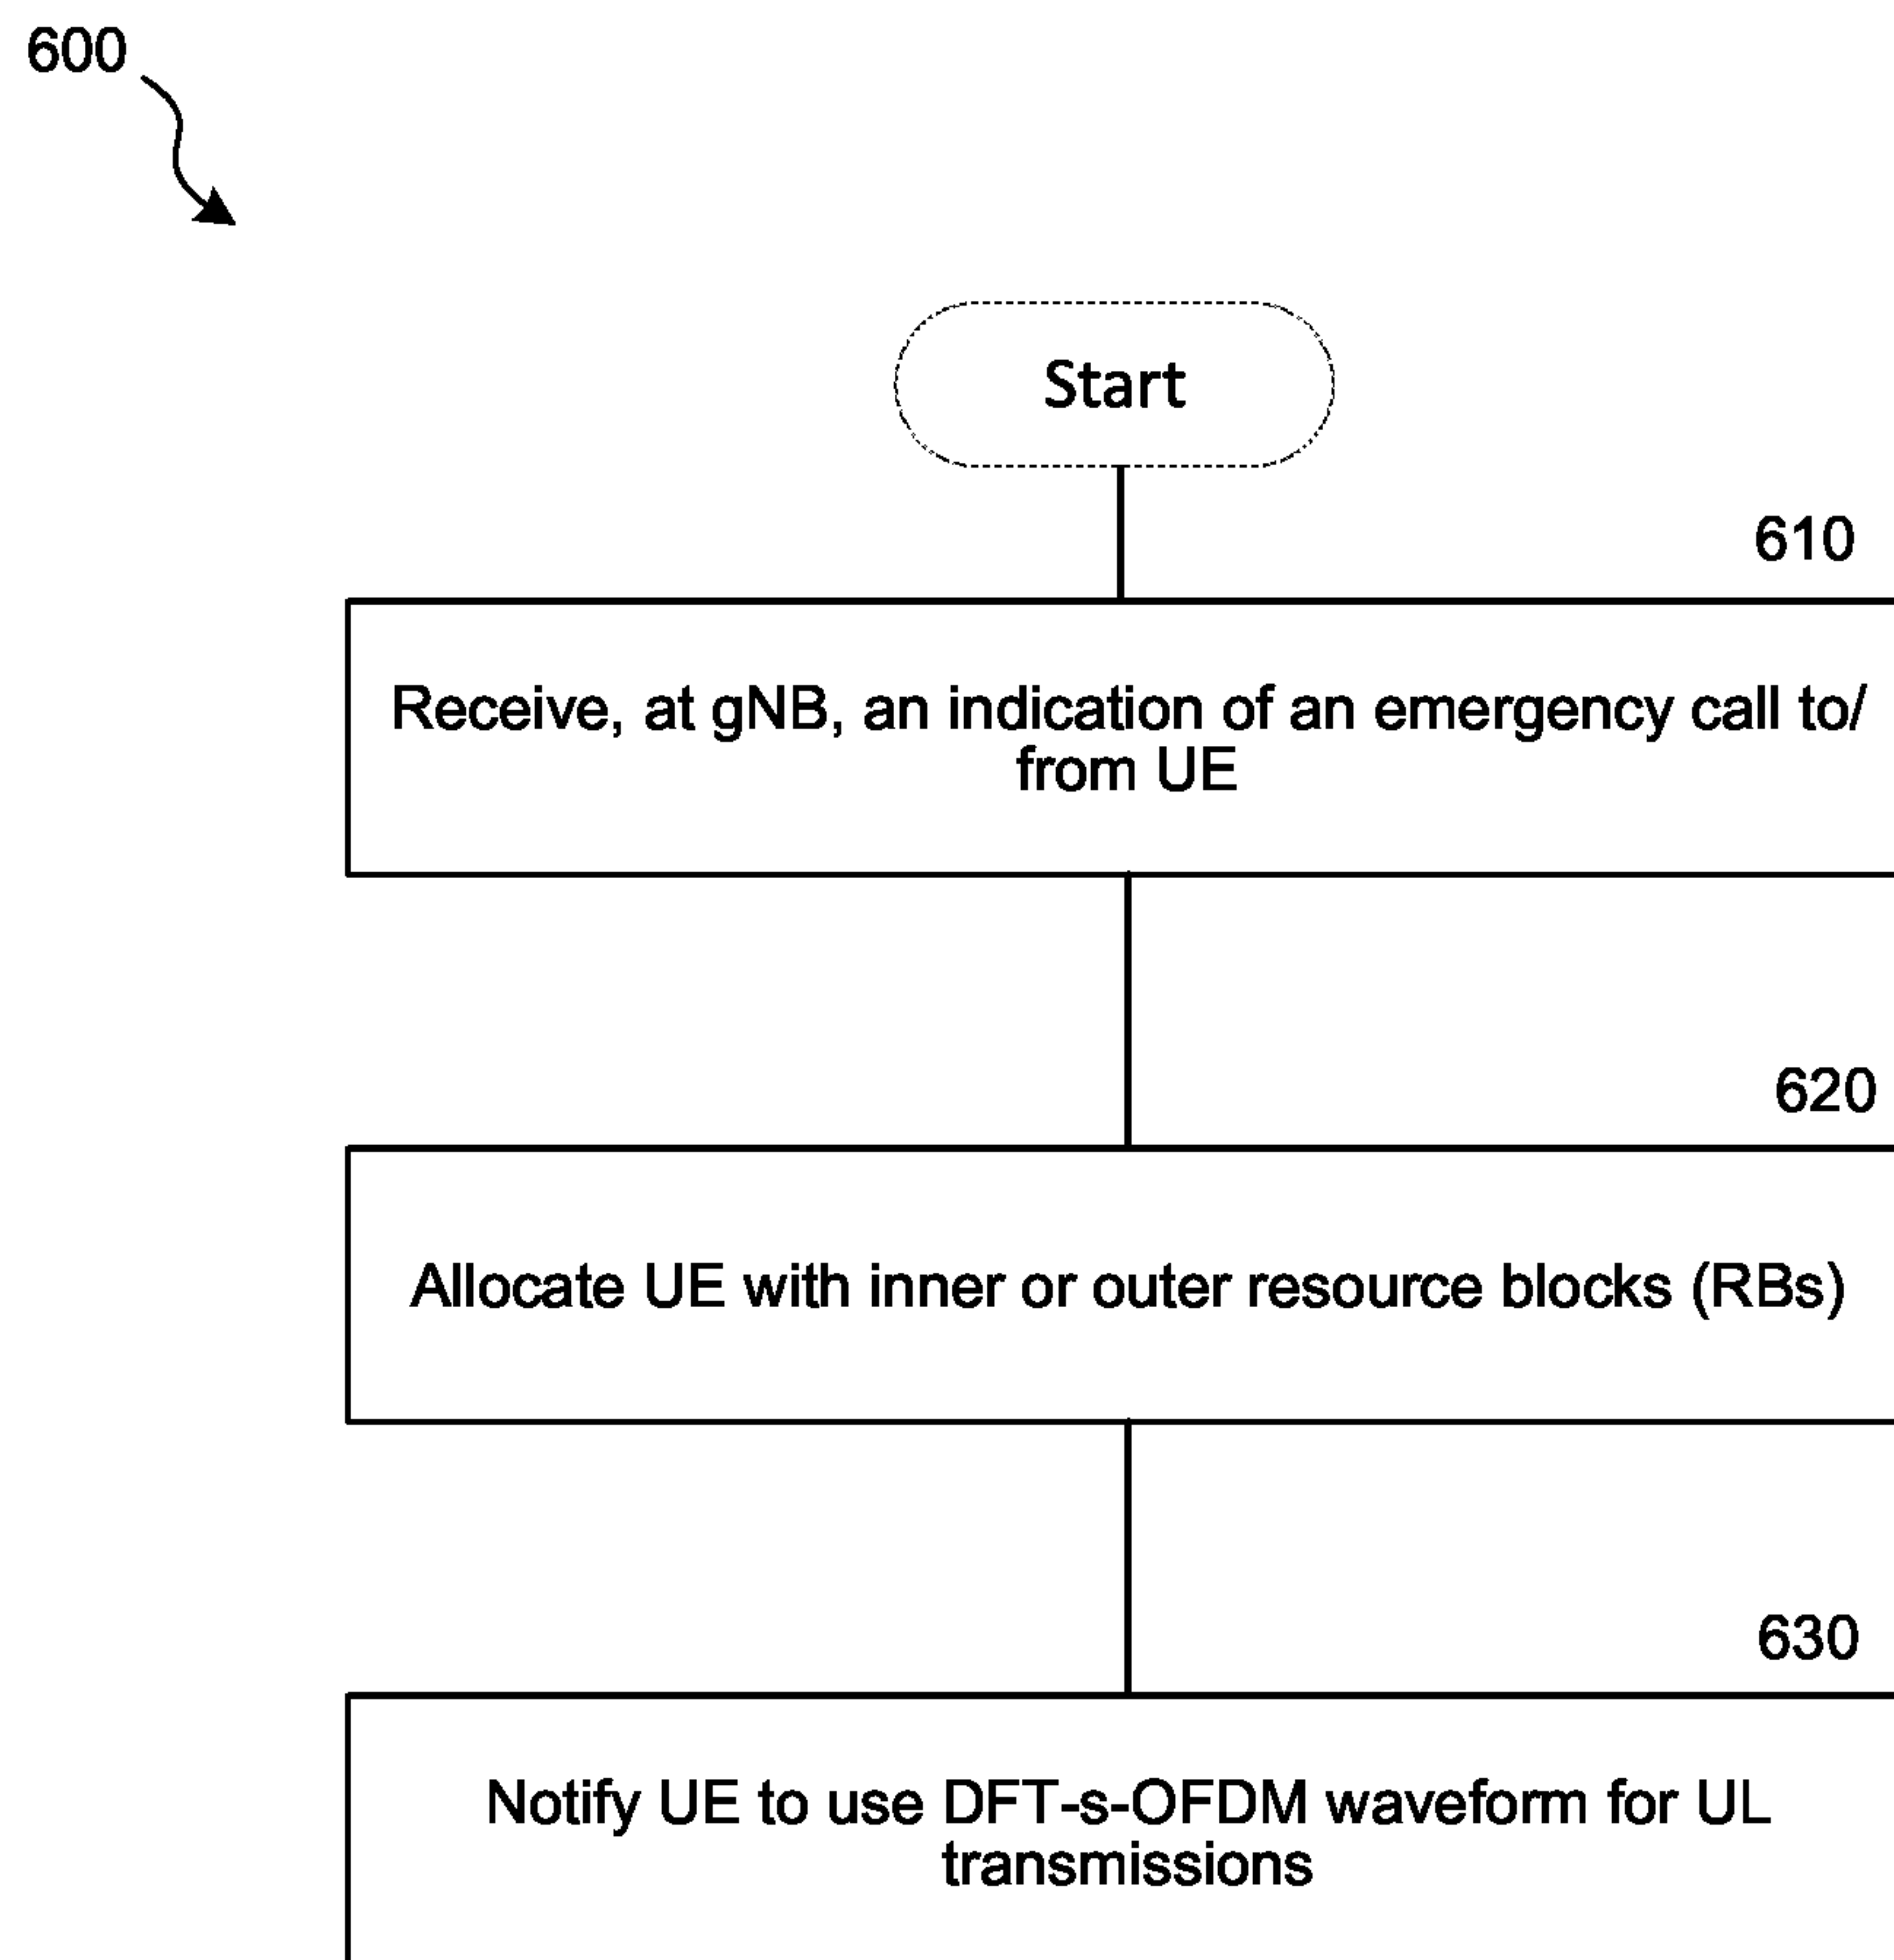 600
Start
610
Receive, at gNB, an indication of an emergency call to/
from UE
620
Allocate UE with inner or outer resource blocks (RBs)
630
Notify UE to use DFT-s-OFDM waveform for UL
transmissions